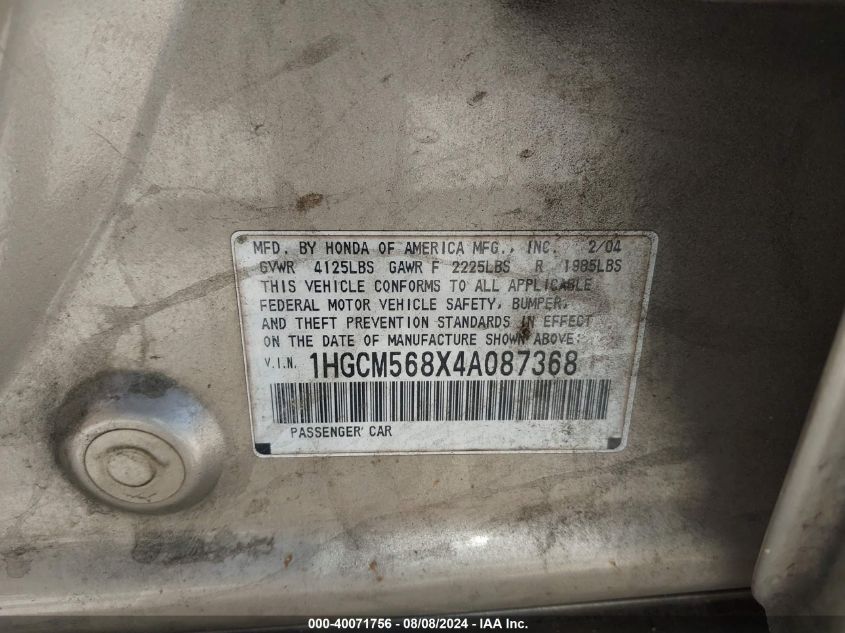 MFD. BY HONDA OF AMERICA MFG., INC. 2/04
GVWR 4125LBS GAWR F 2225LBS R 1985LBS
THIS VEHICLE CONFORMS TO ALL APPLICABLE
FEDERAL MOTOR VEHICLE SAFETY, BUMPER,
AND THEFT PREVENTION STANDARDS IN EFFECT
ON THE DATE OF MANUFACTURE SHOWN ABOVE:
V.I.N. 1HGCM568X4A087368
PASSENGER CAR
000-40071756 - 08/08/2024 - IAA Inc.